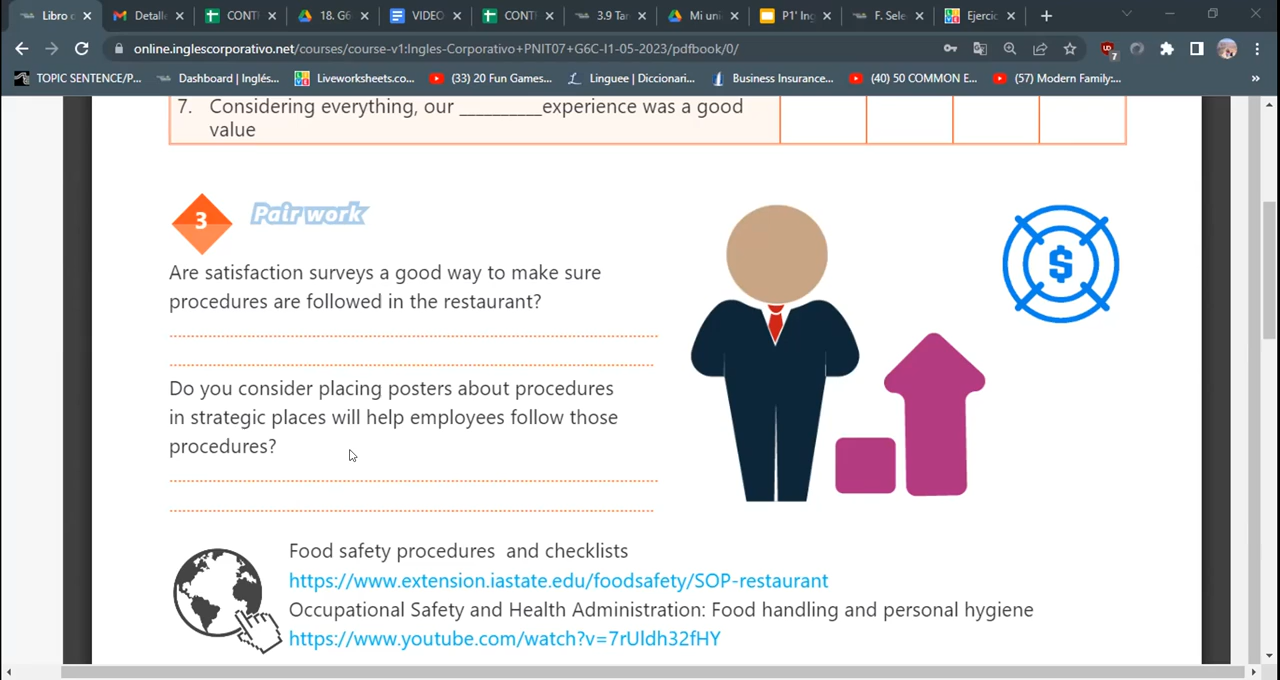 Libro c
Detalle
CONT
18. G6
VIDEO
CONT
3.9 Tar
Mi uni
P1' Ing
F. Sele
Ejercic
online.inglescorporativo.net/courses/course-v1:Ingles-Corporativo+PNIT07+G6C-I1-05-2023/pdfbook/0/
7
TOPIC SENTENCE/P...
Dashboard | Inglés...
Liveworksheets.co...
(33) 20 Fun Games...
Linguee | Diccionari...
Business Insurance...
(40) 50 COMMON E...
(57) Modern Family:...
»
7. Considering everything, our __________experience was a good
value
3
Pair work
Are satisfaction surveys a good way to make sure
procedures are followed in the restaurant?
$
Do you consider placing posters about procedures
in strategic places will help employees follow those
procedures?
Food safety procedures and checklists
https://www.extension.iastate.edu/foodsafety/SOP-restaurant
Occupational Safety and Health Administration: Food handling and personal hygiene
https://www.youtube.com/watch?v=7rUldh32fHY